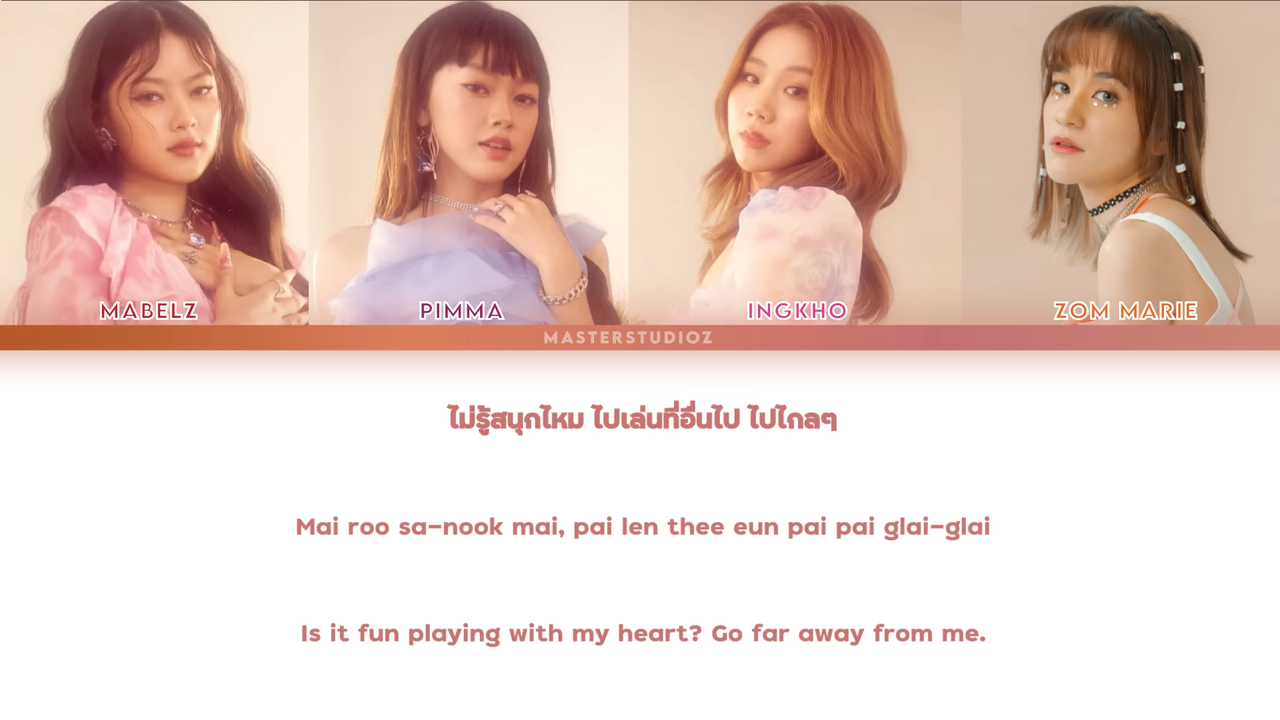 MABELZ
PIMMA
INGKHO
ZOM MARIE
MASTERSTUDIOZ
ไม่รู้สนุกไหม ไปเล่นที่อื่นไป ไปไกลๆ
Mai roo sa-nook mai, pai len thee eun pai pai glai-glai
Is it fun playing with my heart? Go far away from me.